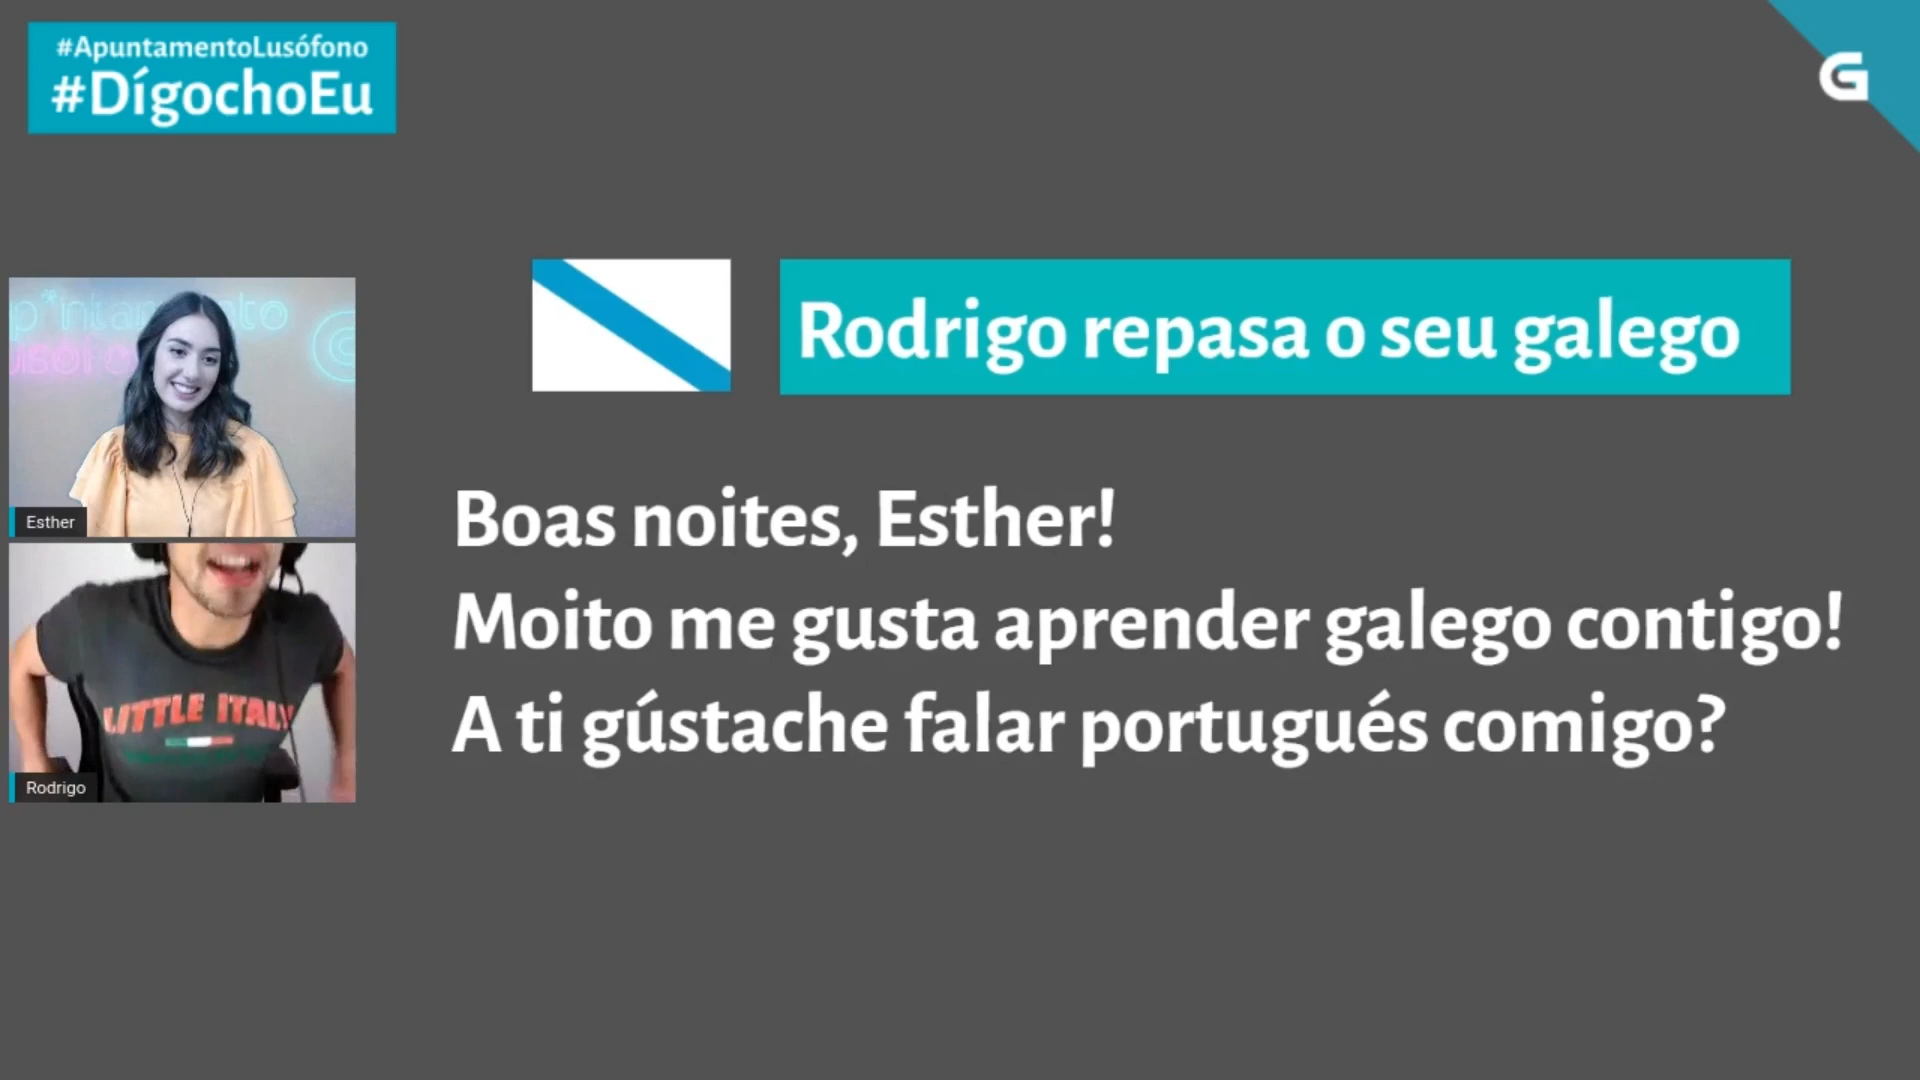 #ApuntamentoLusófono
#DígochoEu
G
Rodrigo repasa o seu galego
Boas noites, Esther!
Moito me gusta aprender galego contigo!
A ti gústache falar portugués comigo?
Esther
LITTLE ITALY
Rodrigo